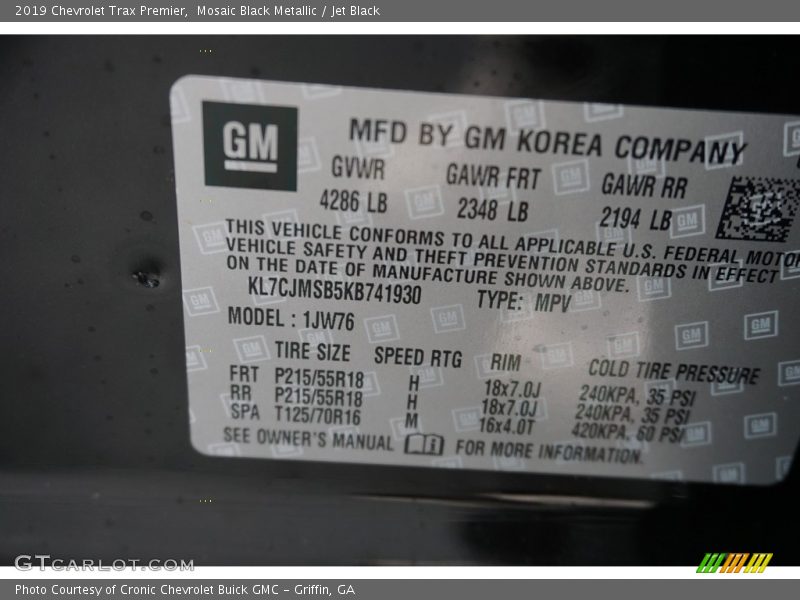 2019 Chevrolet Trax Premier, Mosaic Black Metallic / Jet Black
GM MFD BY GM KOREA COMPANY
GVWR GAWR FRT GAWR RR
4286 LB 2348 LB 2194 LB
THIS VEHICLE CONFORMS TO ALL APPLICABLE U.S. FEDERAL MOTOR
VEHICLE SAFETY AND THEFT PREVENTION STANDARDS IN EFFECT
ON THE DATE OF MANUFACTURE SHOWN ABOVE.
KL7CJMSB5KB741930 TYPE: MPV
MODEL : 1JW76
TIRE SIZE SPEED RTG RIM COLD TIRE PRESSURE
FRT P215/55R18 H 18x7.0J 240KPA, 35 PSI
RR P215/55R18 H 18x7.0J 240KPA, 35 PSI
SPA T125/70R16 M 16x4.0T 420KPA, 60 PSI
SEE OWNER'S MANUAL FOR MORE INFORMATION.
GTCARLOT.COM
Photo Courtesy of Cronic Chevrolet Buick GMC - Griffin, GA